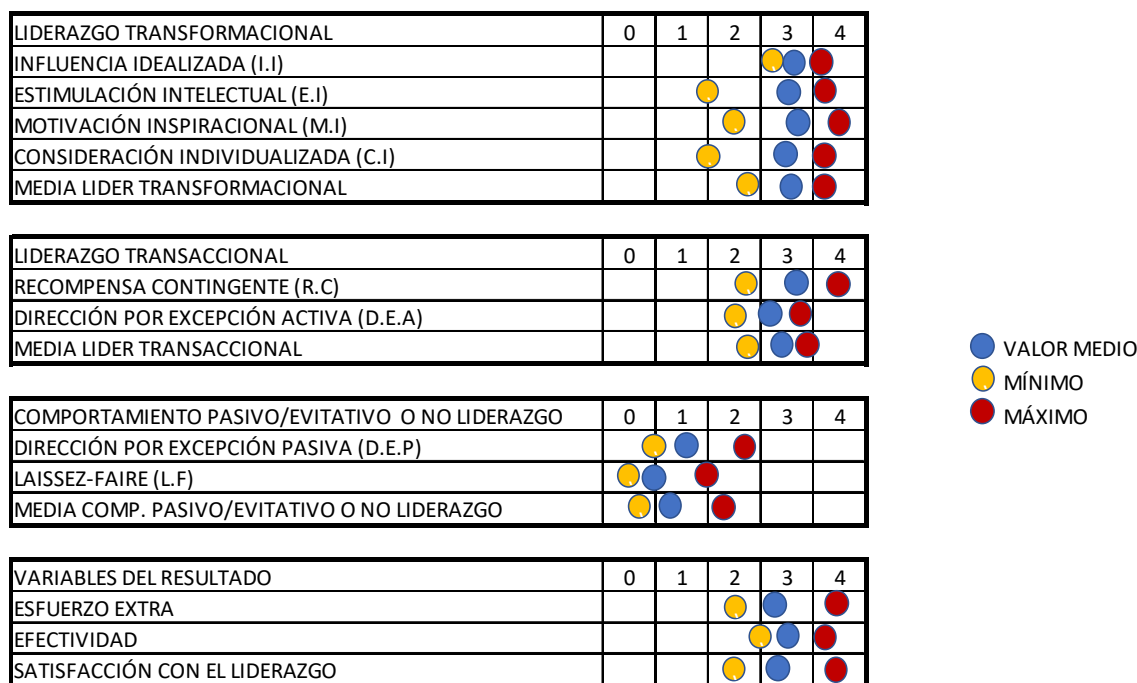 LIDERAZGO TRANSFORMACIONAL 0 1 2 3 4
INFLUENCIA IDEALIZADA (I.I)
ESTIMULACIÓN INTELECTUAL (E.I)
MOTIVACIÓN INSPIRACIONAL (M.I)
CONSIDERACIÓN INDIVIDUALIZADA (C.I)
MEDIA LIDER TRANSFORMACIONAL
LIDERAZGO TRANSACCIONAL 0 1 2 3 4
RECOMPENSA CONTINGENTE (R.C)
DIRECCIÓN POR EXCEPCIÓN ACTIVA (D.E.A)
MEDIA LIDER TRANSACCIONAL
COMPORTAMIENTO PASIVO/EVITATIVO O NO LIDERAZGO 0 1 2 3 4
DIRECCIÓN POR EXCEPCIÓN PASIVA (D.E.P)
LAISSEZ-FAIRE (L.F)
MEDIA COMP. PASIVO/EVITATIVO O NO LIDERAZGO
VARIABLES DEL RESULTADO 0 1 2 3 4
ESFUERZO EXTRA
EFECTIVIDAD
SATISFACCIÓN CON EL LIDERAZGO
VALOR MEDIO
MÍNIMO
MÁXIMO